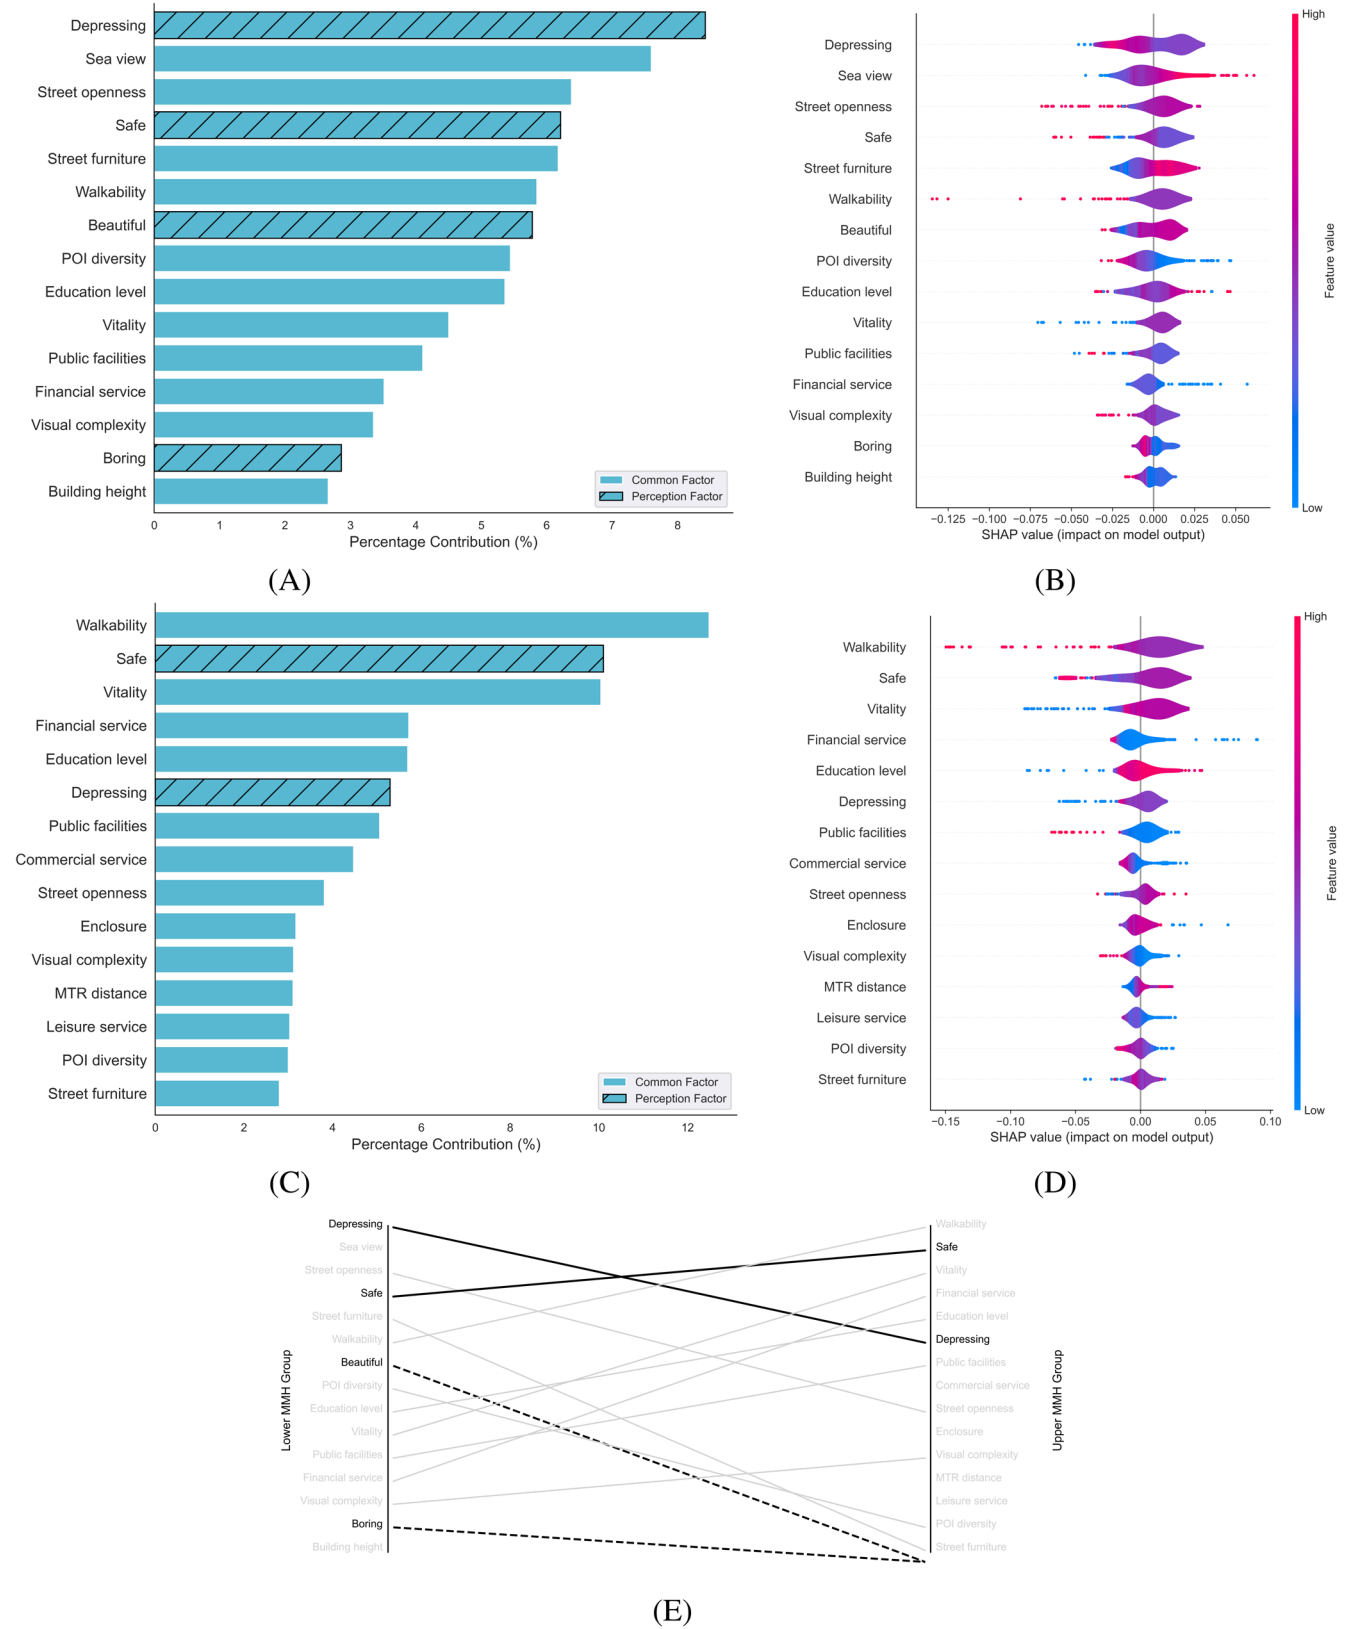 Depressing
Sea view
Street openness
Safe
Street furniture
Walkability
Beautiful
POI diversity
Education level
Vitality
Public facilities
Financial service
Visual complexity
Boring
Building height
Common Factor
Perception Factor
0 1 2 3 4 5 6 7 8
Percentage Contribution (%)
(A)
Depressing
Sea view
Street openness
Safe
Street furniture
Walkability
Beautiful
POI diversity
Education level
Vitality
Public facilities
Financial service
Visual complexity
Boring
Building height
−0.125 −0.100 −0.075 −0.050 −0.025 0.000 0.025 0.050
SHAP value (impact on model output)
High
Feature value
Low
(B)
Walkability
Safe
Vitality
Financial service
Education level
Depressing
Public facilities
Commercial service
Street openness
Enclosure
Visual complexity
MTR distance
Leisure service
POI diversity
Street furniture
Common Factor
Perception Factor
0 2 4 6 8 10 12
Percentage Contribution (%)
(C)
Walkability
Safe
Vitality
Financial service
Education level
Depressing
Public facilities
Commercial service
Street openness
Enclosure
Visual complexity
MTR distance
Leisure service
POI diversity
Street furniture
−0.15 −0.10 −0.05 0.00 0.05 0.10
SHAP value (impact on model output)
High
Feature value
Low
(D)
Lower MMH Group
Depressing
Sea view
Street openness
Safe
Street furniture
Walkability
Beautiful
POI diversity
Education level
Vitality
Public facilities
Financial service
Visual complexity
Boring
Building height
Walkability
Safe
Vitality
Financial service
Education level
Depressing
Public facilities
Commercial service
Street openness
Enclosure
Visual complexity
MTR distance
Leisure service
POI diversity
Street furniture
Upper MMH Group
(E)